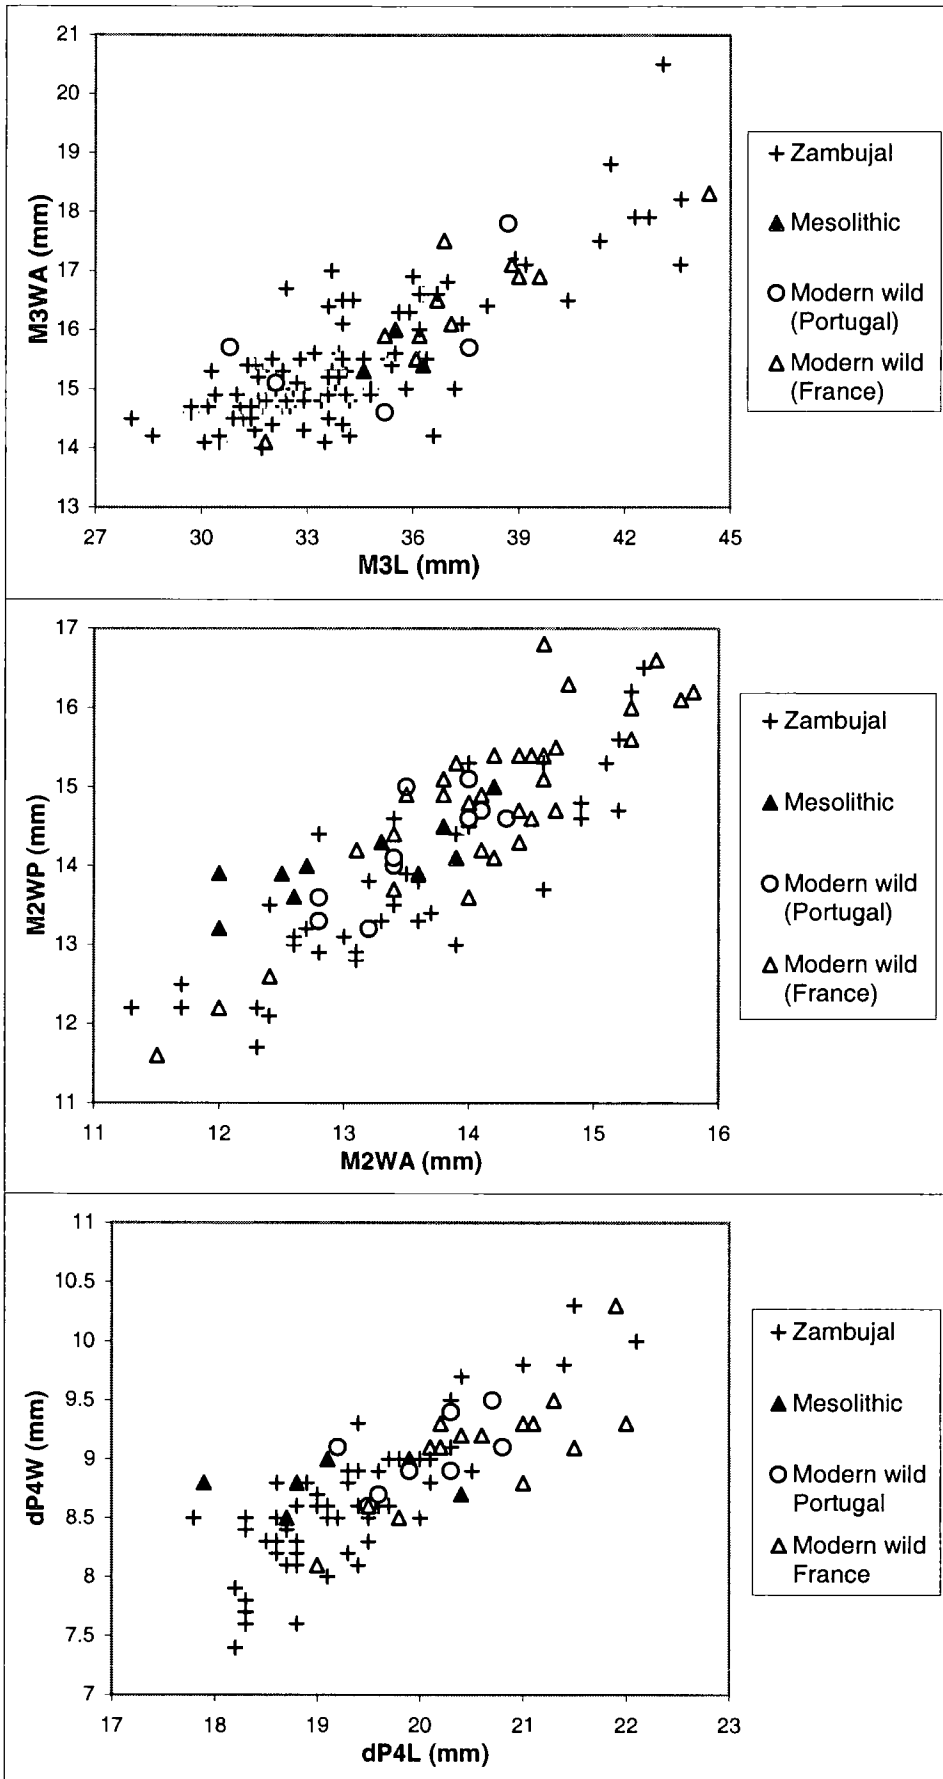 21
20
19
18
17
16
15
14
13
27
30
33
36
39
42
45
M3WA (mm)
M3L (mm)
Zambujal
Mesolithic
Modern wild
(Portugal)
Modern wild
(France)
17
16
15
14
13
12
11
11
12
13
14
15
16
M2WP (mm)
M2WA (mm)
Zambujal
Mesolithic
Modern wild
(Portugal)
Modern wild
(France)
11
10.5
10
9.5
9
8.5
8
7.5
7
17
18
19
20
21
22
23
dP4W (mm)
dP4L (mm)
Zambujal
Mesolithic
Modern wild
Portugal
Modern wild
France